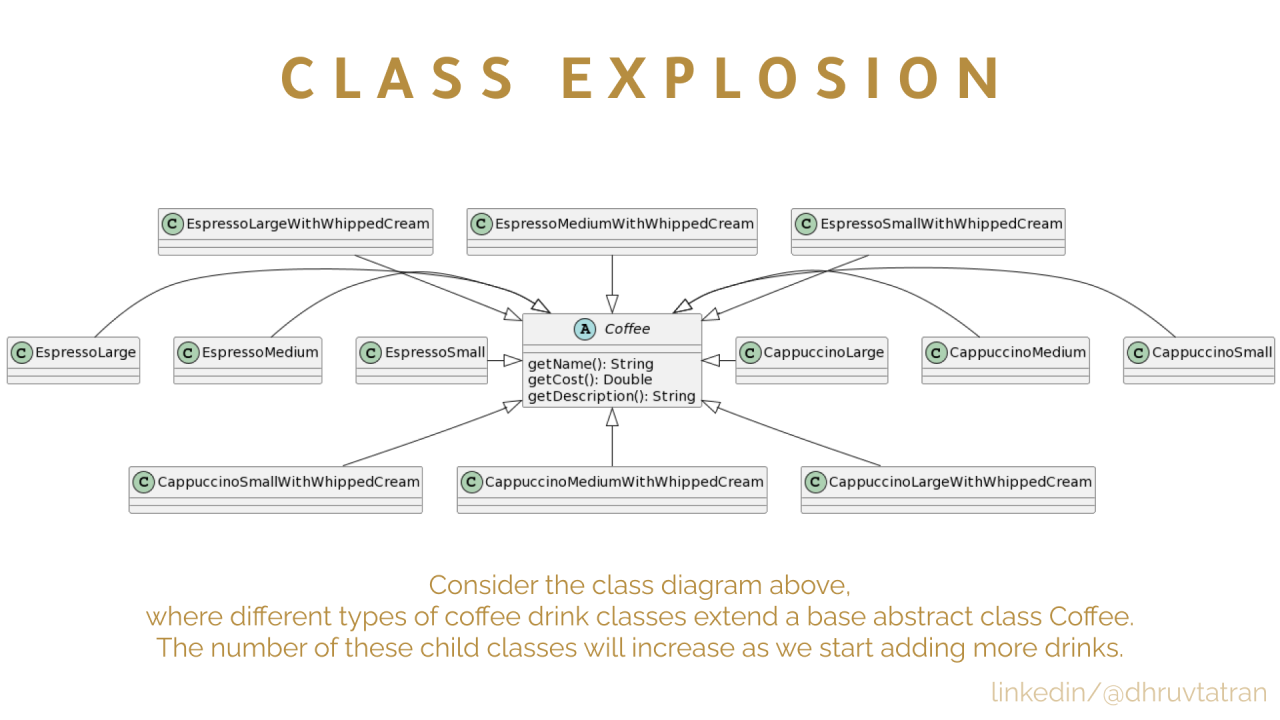 CLASS EXPLOSION
C EspressoLargeWithWhippedCream
C EspressoMediumWithWhippedCream
C EspressoSmallWithWhippedCream
C EspressoLarge
C EspressoMedium
C EspressoSmall
A Coffee
getName(): String
getCost(): Double
getDescription(): String
C CappuccinoLarge
C CappuccinoMedium
C CappuccinoSmall
C CappuccinoSmallWithWhippedCream
C CappuccinoMediumWithWhippedCream
C CappuccinoLargeWithWhippedCream
Consider the class diagram above,
where different types of coffee drink classes extend a base abstract class Coffee.
The number of these child classes will increase as we start adding more drinks.
linkedin/@dhruvtatran